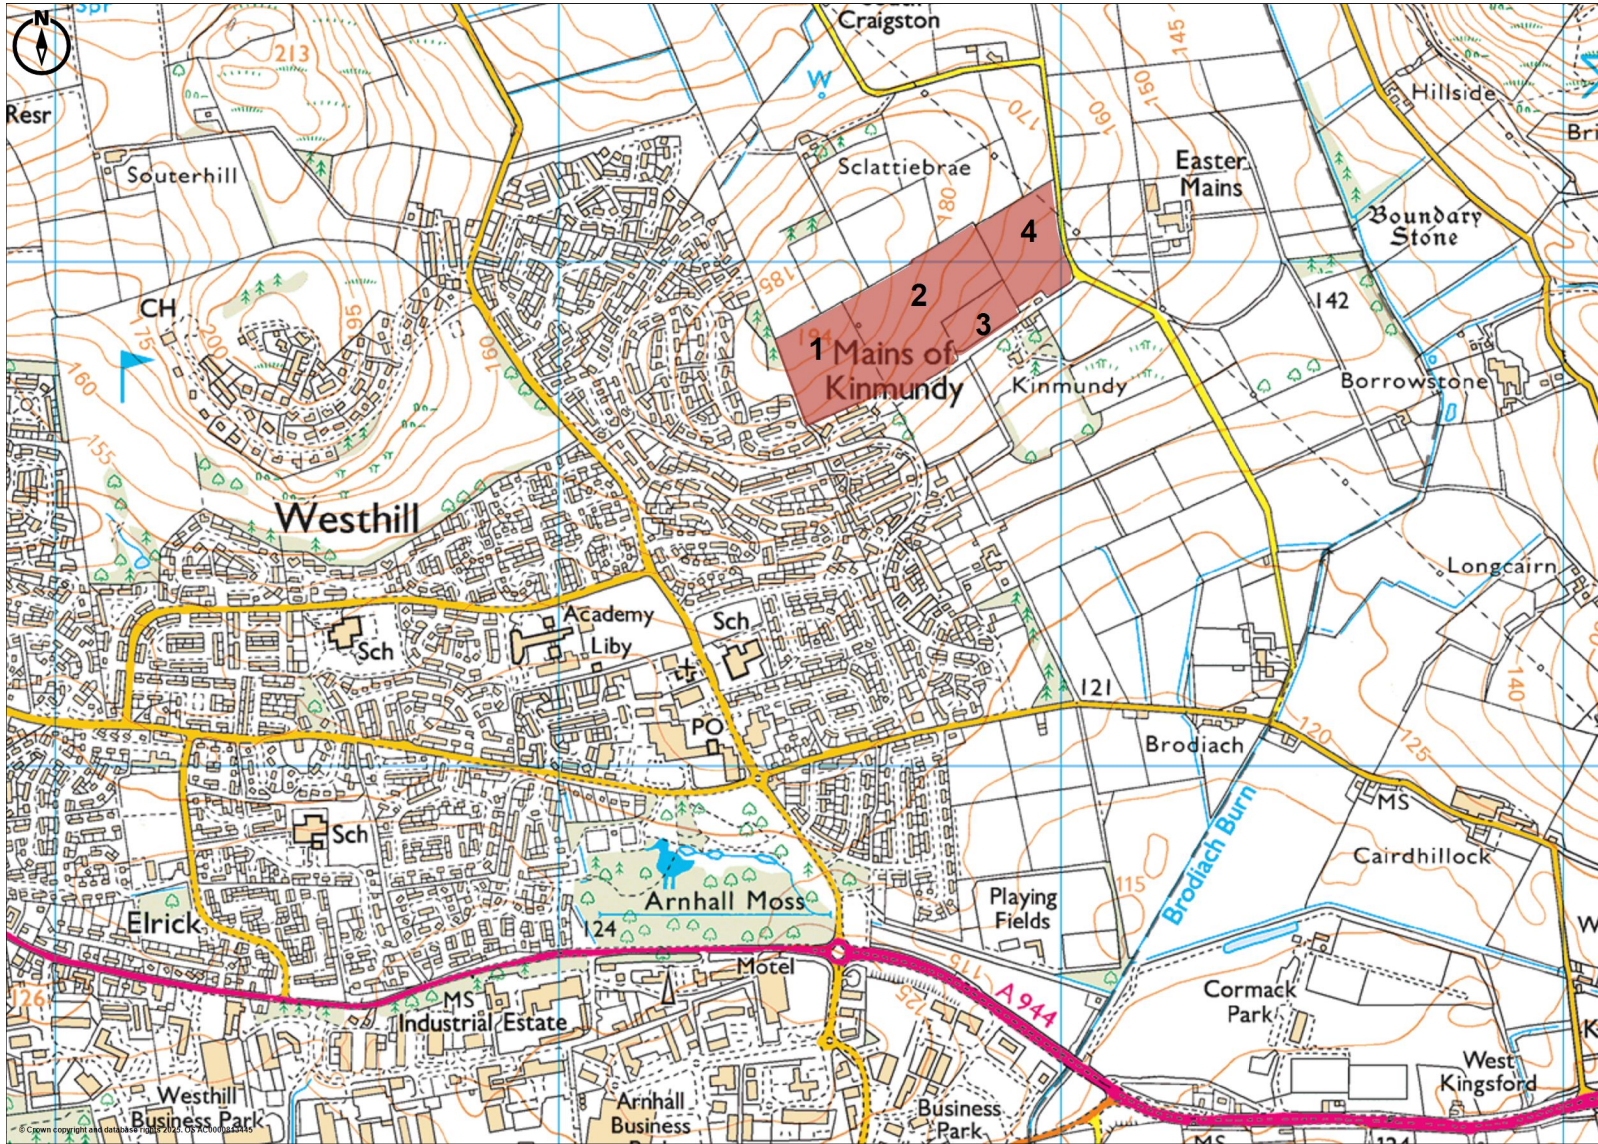 Spr
N
Craigston
213
145
Hillside
Resr
W
170
160
150
Bri
Souterhill
Sclattiebrae
180
Easter
Mains
Boundary
Stone
4
185
2
142
CH
175
200
195
160
194
1
3
Mains of
Kinmundy
Kinmundy
Borrowstone
160
155
Westhill
Longcairn
Academy
Liby
Sch
Sch
140
121
PO
Brodiach
120
125
MS
Sch
Brodiach Burn
Cairdhillock
115
Playing
Fields
Arnhall Moss
124
Elrick
W
Motel
115
126
MS
Industrial Estate
125
A 944
Cormack
Park
K
West
Kingsford
Westhill
Business Park
Arnhall
Business
Business
Park
MS
124